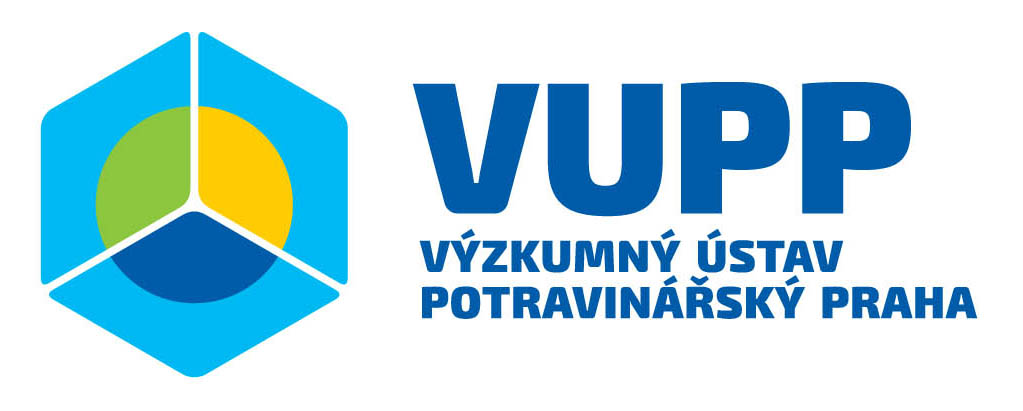 VUPP
VÝZKUMNÝ ÚSTAV
POTRAVINÁŘSKÝ PRAHA